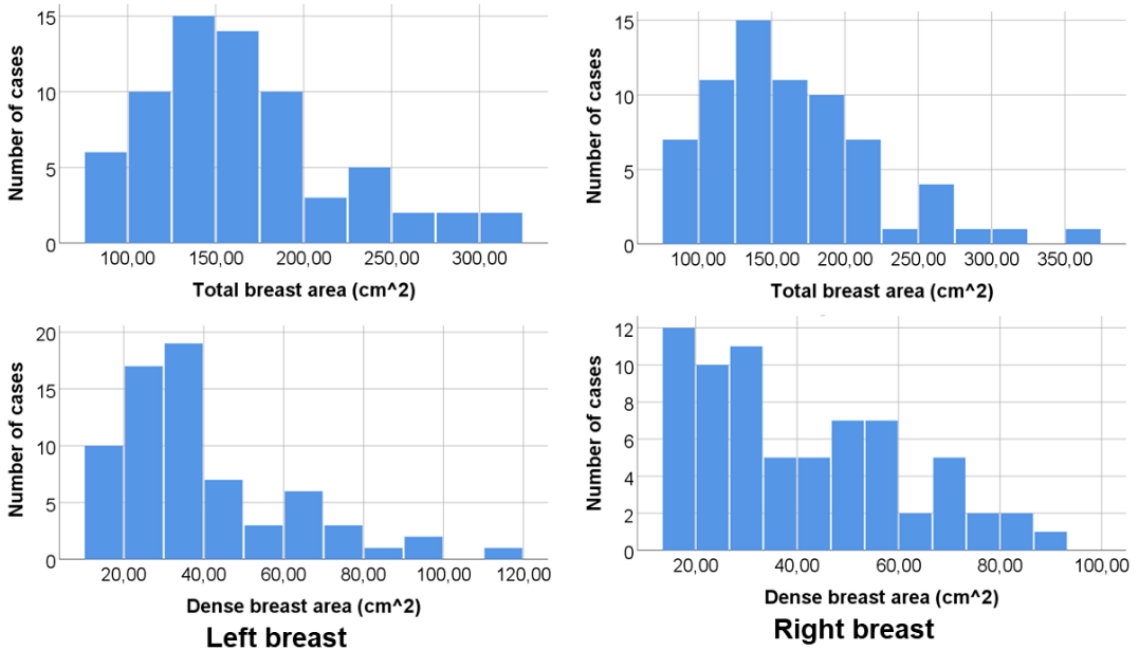 15
10
5
0
Number of cases
100,00 150,00 200,00 250,00 300,00
Total breast area (cm^2)
15
10
5
0
Number of cases
100,00 150,00 200,00 250,00 300,00 350,00
Total breast area (cm^2)
20
15
10
5
0
Number of cases
20,00 40,00 60,00 80,00 100,00 120,00
Dense breast area (cm^2)
Left breast
12
10
8
6
4
2
0
Number of cases
20,00 40,00 60,00 80,00 100,00
Dense breast area (cm^2)
Right breast